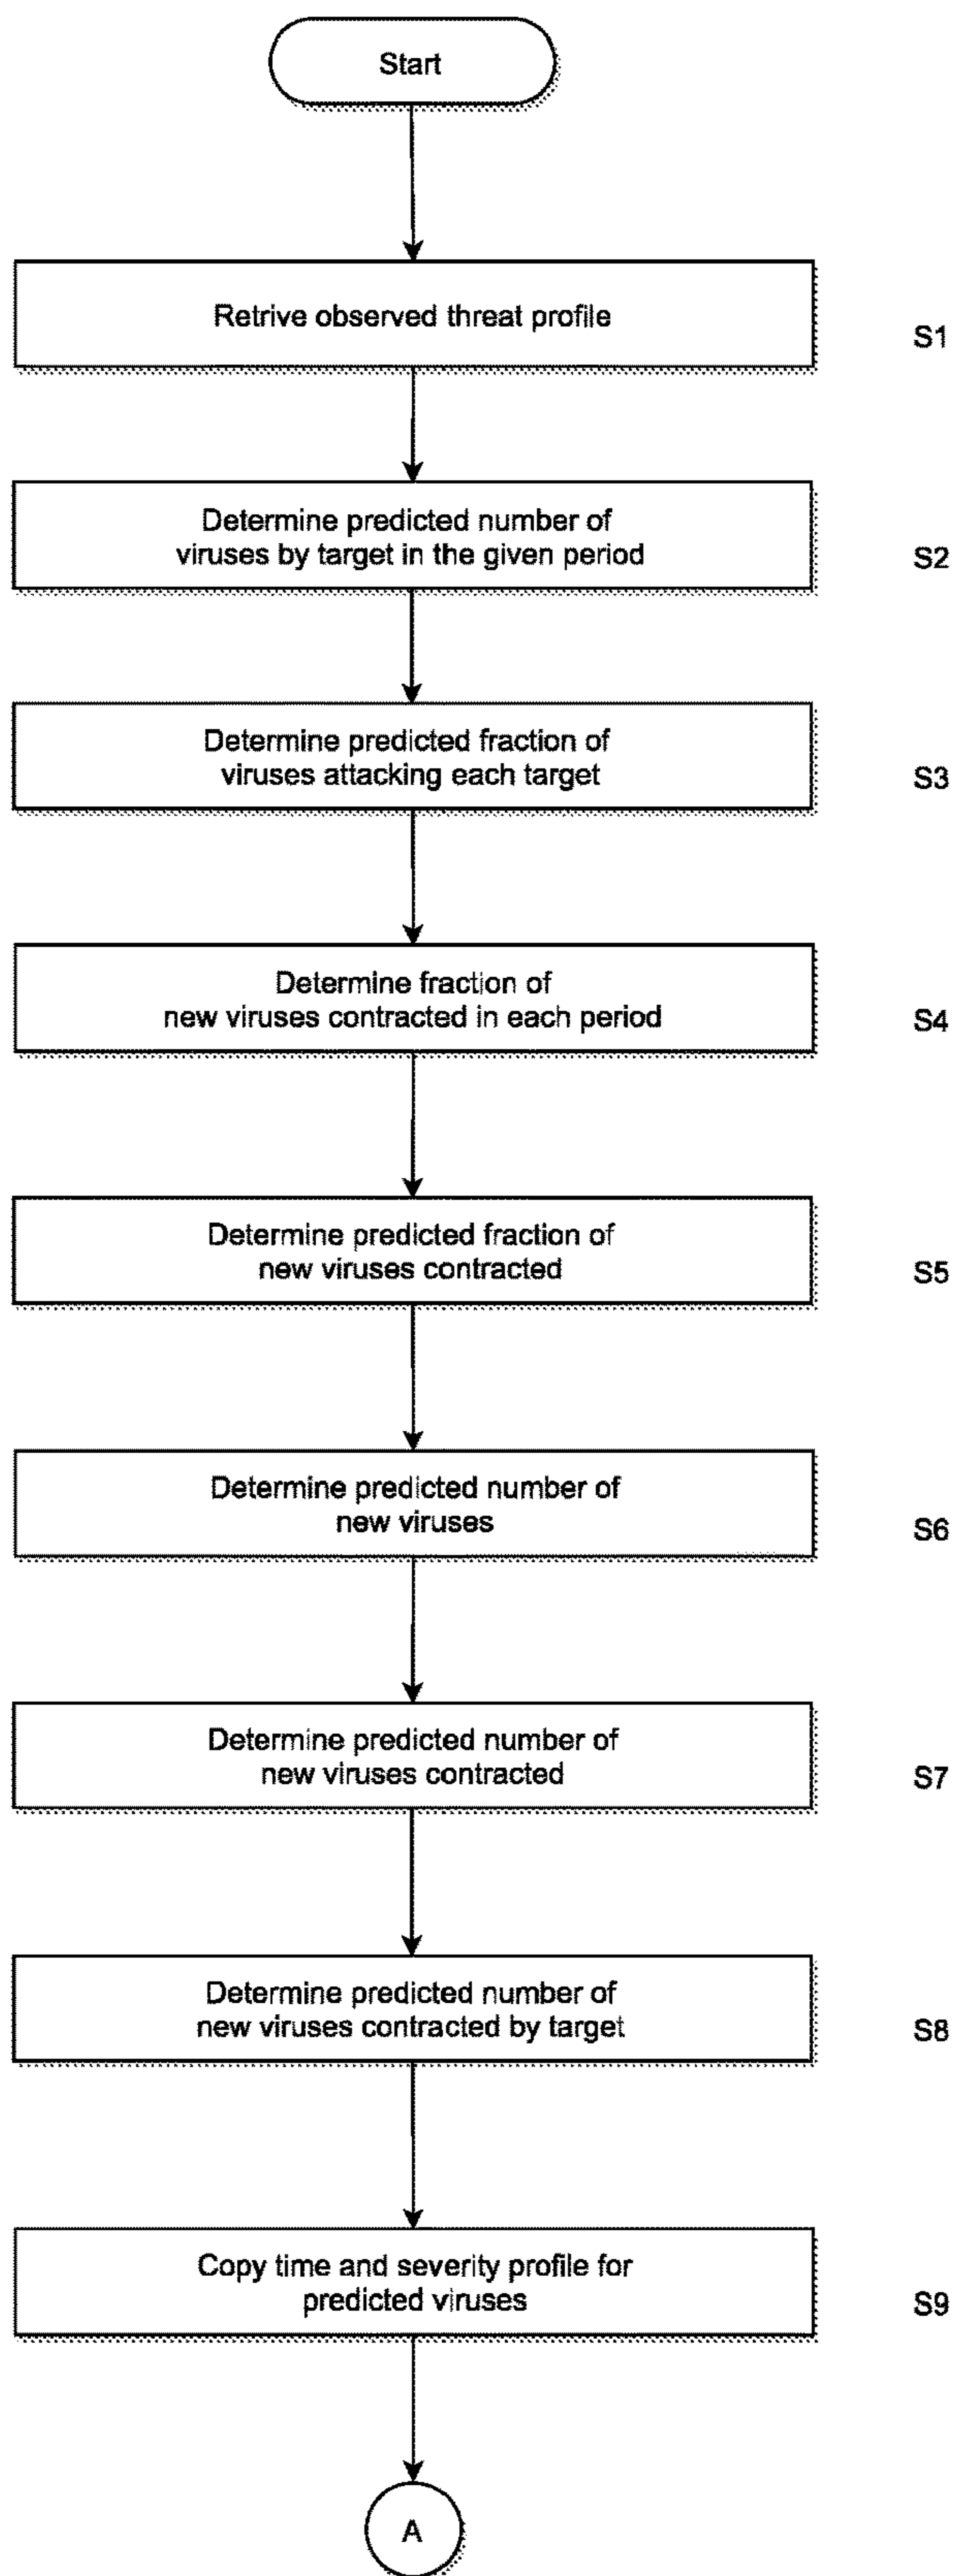 Start
Retrive observed threat profile
S1
Determine predicted number of
viruses by target in the given period
S2
Determine predicted fraction of
viruses attacking each target
S3
Determine fraction of
new viruses contracted in each period
S4
Determine predicted fraction of
new viruses contracted
S5
Determine predicted number of
new viruses
S6
Determine predicted number of
new viruses contracted
S7
Determine predicted number of
new viruses contracted by target
S8
Copy time and severity profile for
predicted viruses
S9
A